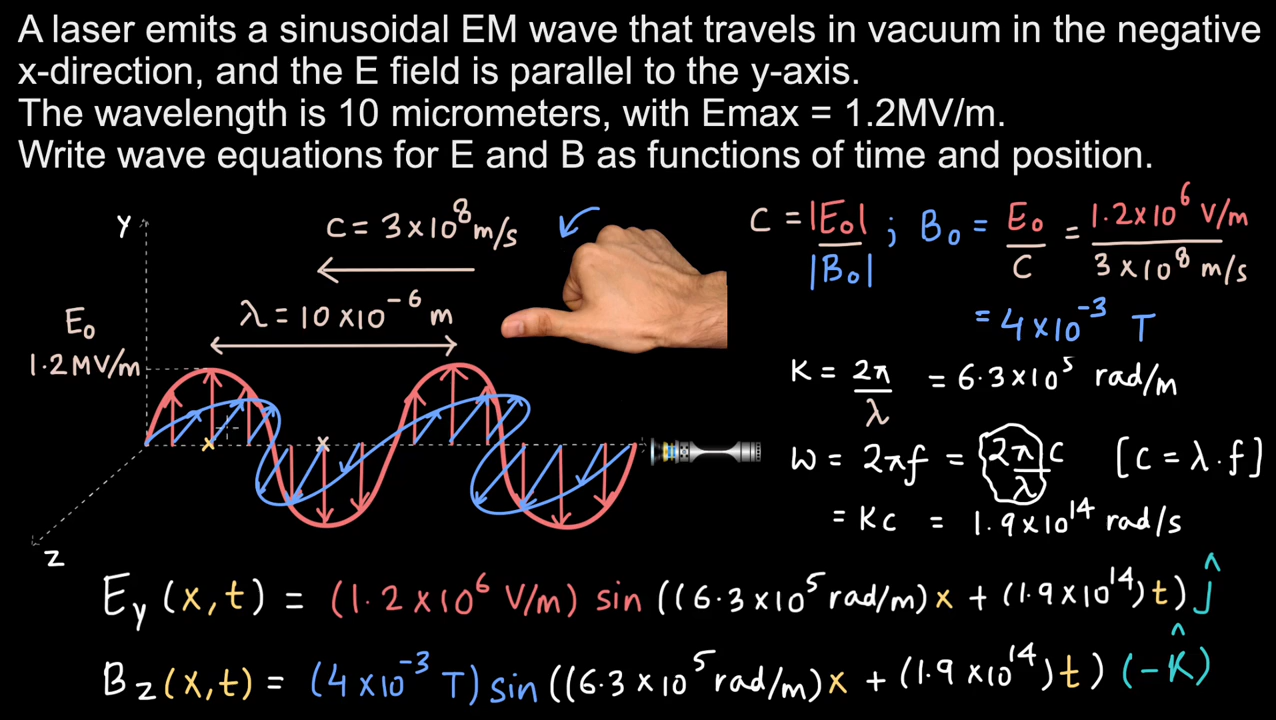 A laser emits a sinusoidal EM wave that travels in vacuum in the negative
x-direction, and the E field is parallel to the y-axis.
The wavelength is 10 micrometers, with Emax = 1.2MV/m.
Write wave equations for E and B as functions of time and position.
Y
C = 3×10⁸ m/s
λ = 10×10⁻⁶ m
E₀
1.2MV/m
x
x
z
C = |E₀| / |B₀| ; B₀ = E₀ / C = 1.2×10⁶ V/m / 3×10⁸ m/s
= 4×10⁻³ T
K = 2π / λ = 6.3×10⁵ rad/m
W = 2πf = 2π / λ C [C = λ.f]
= KC = 1.9×10¹⁴ rad/s
Ey (x,t) = (1.2×10⁶ V/m) sin ((6.3×10⁵ rad/m)x + (1.9×10¹⁴)t) ĵ
Bz (x,t) = (4×10⁻³ T) sin ((6.3×10⁵ rad/m)x + (1.9×10¹⁴)t) (-k̂)